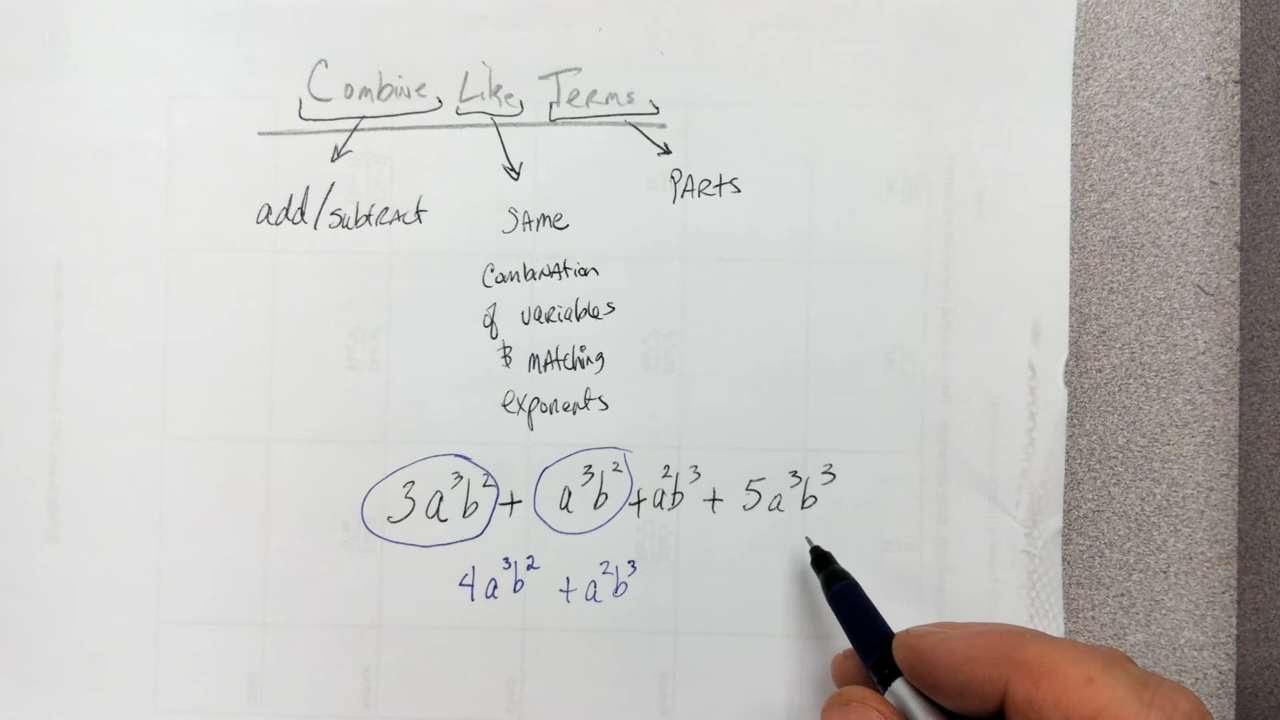 Combine Like Terms
add/subtract
SAMe
PARts
CombiNAtion
of variables
& mAtching
exponents
3a³b² + a³b² + a²b³ + 5a³b³
4a³b² + a²b³